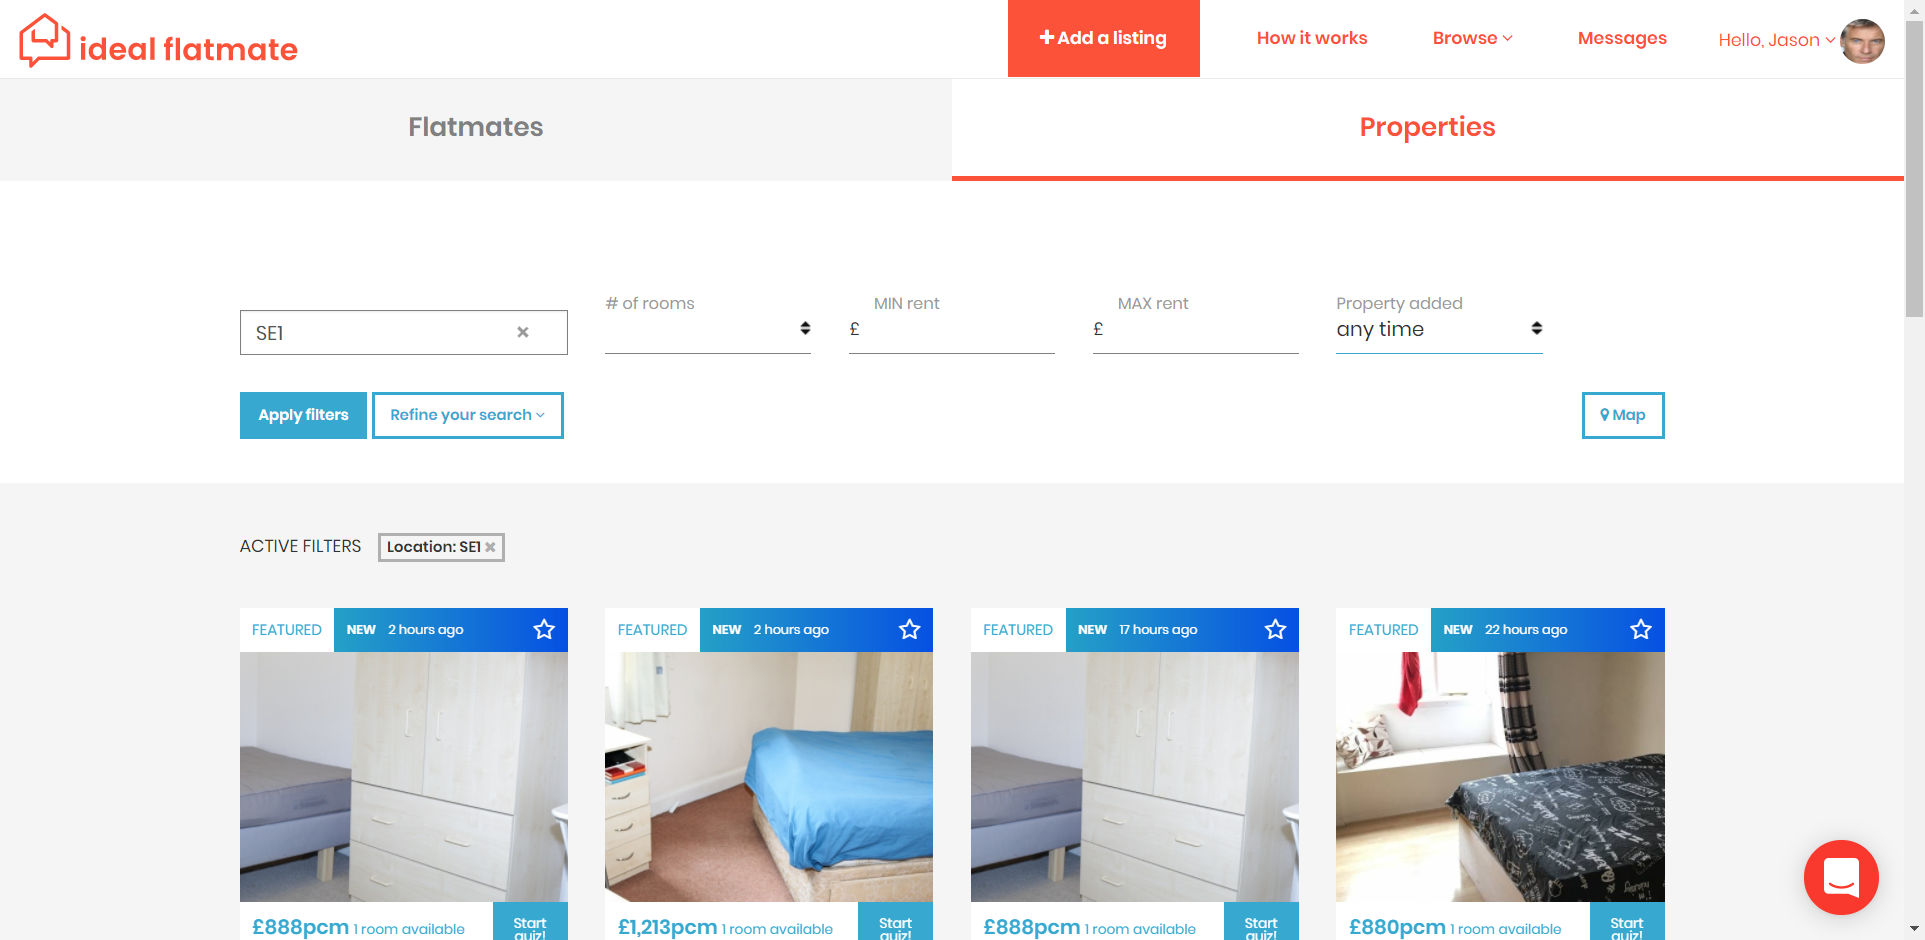 ideal flatmate
Add a listing
How it works
Browse
Messages
Hello, Jason
Flatmates
Properties
SE1
# of rooms
MIN rent
£
MAX rent
£
Property added
any time
Apply filters
Refine your search
Map
ACTIVE FILTERS
Location: SE1
FEATURED NEW 2 hours ago
FEATURED NEW 2 hours ago
FEATURED NEW 17 hours ago
FEATURED NEW 22 hours ago
£888pcm 1 room available
Start
quiz!
£1,213pcm 1 room available
Start
quiz!
£888pcm 1 room available
Start
quiz!
£880pcm 1 room available
Start
quiz!